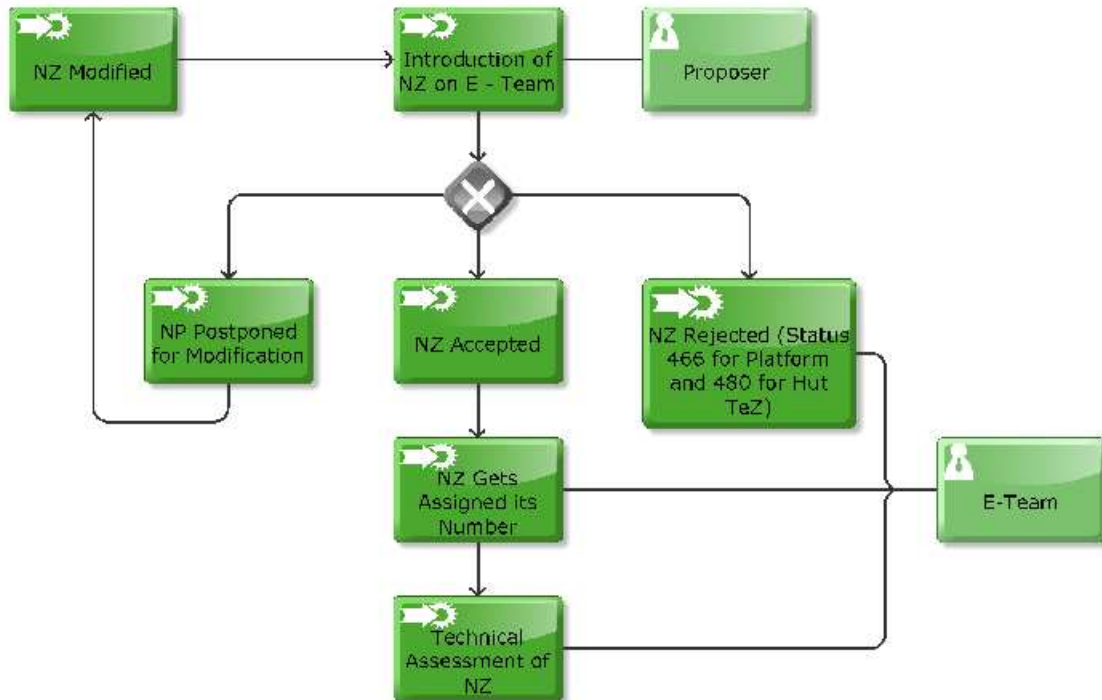 NZ Modified
Introduction of
NZ on E - Team
Proposer
NP Postponed
for Modification
NZ Accepted
NZ Rejected (Status
466 for Platform
and 480 for Hut
TeZ)
NZ Gets
Assigned its
Number
E-Team
Technical
Assessment of
NZ